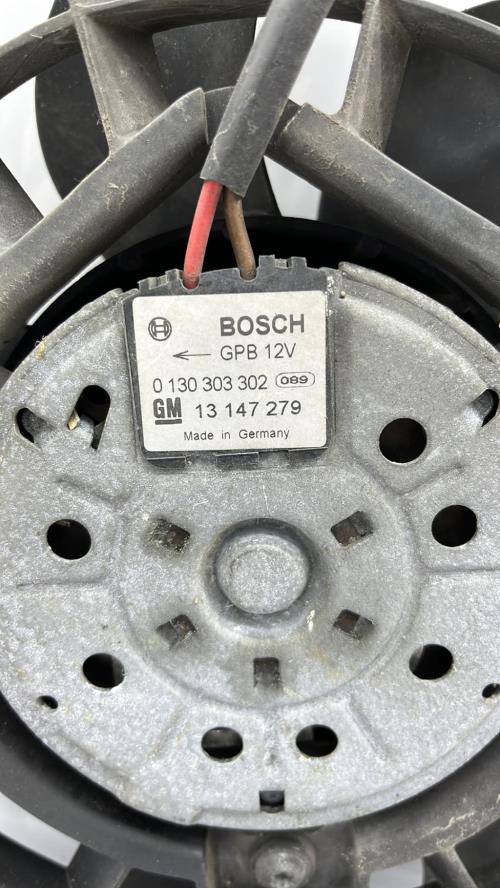 BOSCH
GPB 12V
0 130 303 302 089
GM 13 147 279
Made in Germany